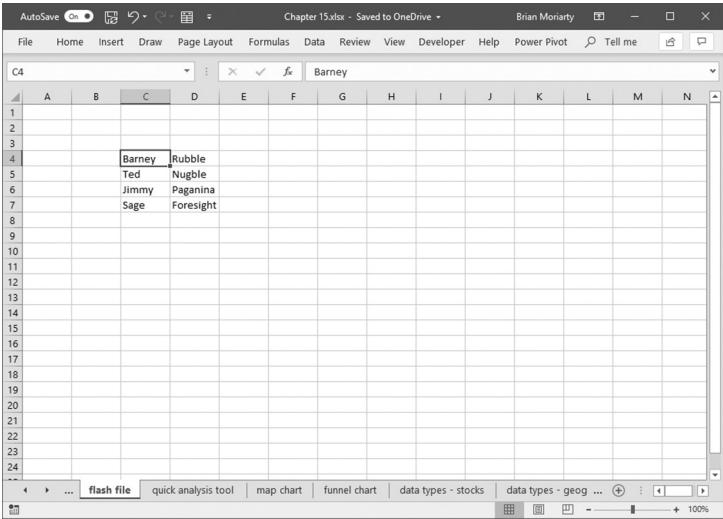 AutoSave On Chapter 15.xlsx - Saved to OneDrive Brian Moriarty
File Home Insert Draw Page Layout Formulas Data Review View Developer Help Power Pivot Tell me
C4 fx Barney
A B C D E F G H I J K L M N
1
2
3
4 Barney Rubble
5 Ted Nugble
6 Jimmy Paganina
7 Sage Foresight
8
9
10
11
12
13
14
15
16
17
18
19
20
21
22
23
24
... flash file quick analysis tool map chart funnel chart data types - stocks data types - geog ...
100%